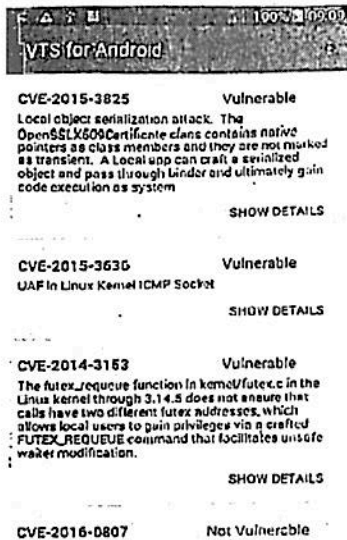 100% 09:09
VTS for Android
CVE-2015-3825 Vulnerable
Local object serialization attack. The
OpenSSLX509Certificate class contains native
pointers as class members and they are not marked
as transient. A Local app can craft a serialized
object and pass through binder and ultimately gain
code execution as system
SHOW DETAILS
CVE-2015-3636 Vulnerable
UAF in Linux Kernel ICMP Socket
SHOW DETAILS
CVE-2014-3153 Vulnerable
The futex_requeue function in kernel/futex.c in the
Linux kernel through 3.14.5 does not ensure that
calls have two different futex addresses, which
allows local users to gain privileges via a crafted
FUTEX_REQUEUE command that facilitates unsafe
waiter modification.
SHOW DETAILS
CVE-2016-0807 Not Vulnerable